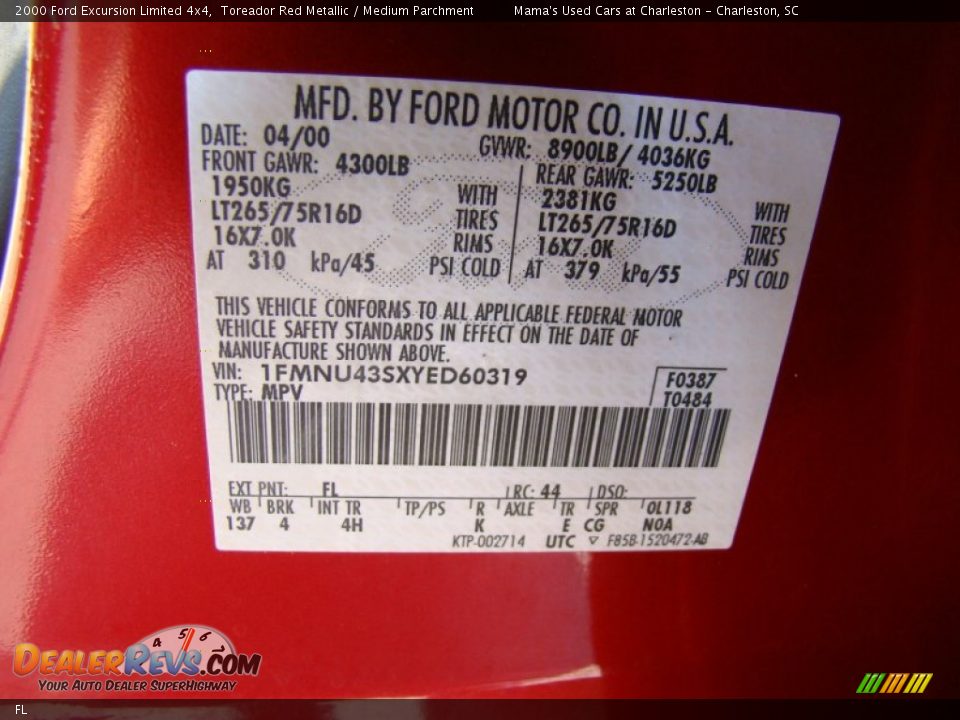 2000 Ford Excursion Limited 4x4, Toreador Red Metallic / Medium Parchment Mama's Used Cars at Charleston - Charleston, SC
MFD. BY FORD MOTOR CO. IN U.S.A.
DATE: 04/00 GVWR: 8900LB/ 4036KG
FRONT GAWR: 4300LB REAR GAWR: 5250LB
1950KG WITH 2381KG WITH
LT265/75R16D TIRES LT265/75R16D TIRES
16X7.0K RIMS 16X7.0K RIMS
AT 310 kPa/45 PSI COLD AT 379 kPa/55 PSI COLD
THIS VEHICLE CONFORMS TO ALL APPLICABLE FEDERAL MOTOR
VEHICLE SAFETY STANDARDS IN EFFECT ON THE DATE OF
MANUFACTURE SHOWN ABOVE.
VIN: 1FMNU43SXYED60319 F0387
TYPE: MPV T0484
EXT PNT: FL RC: 44 DSO:
WB BRK INT TR TP/PS R AXLE TR SPR 0L118
137 4 4H K E CG N0A
KTP-002714 UTC ▽ F85B-1520472-AB
4 5 6
DEALERREVS.COM
YOUR AUTO DEALER SUPERHIGHWAY
FL